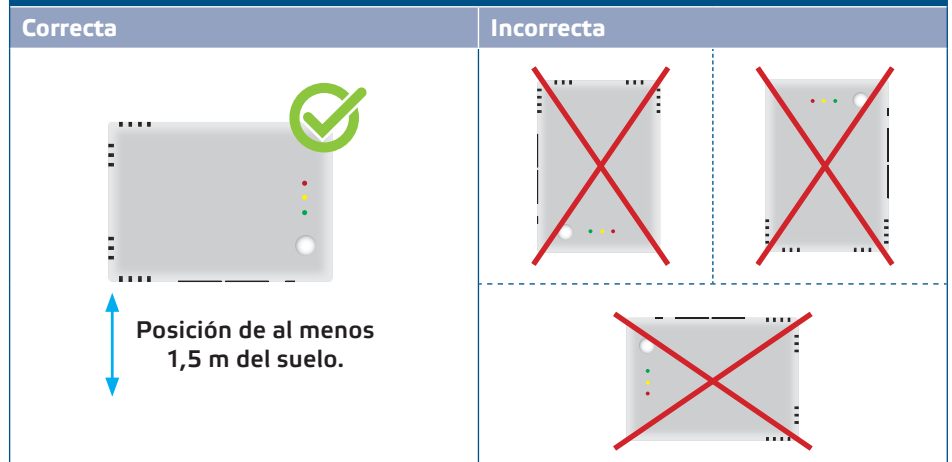 Correcta
Incorrecta
Posición de al menos
1,5 m del suelo.